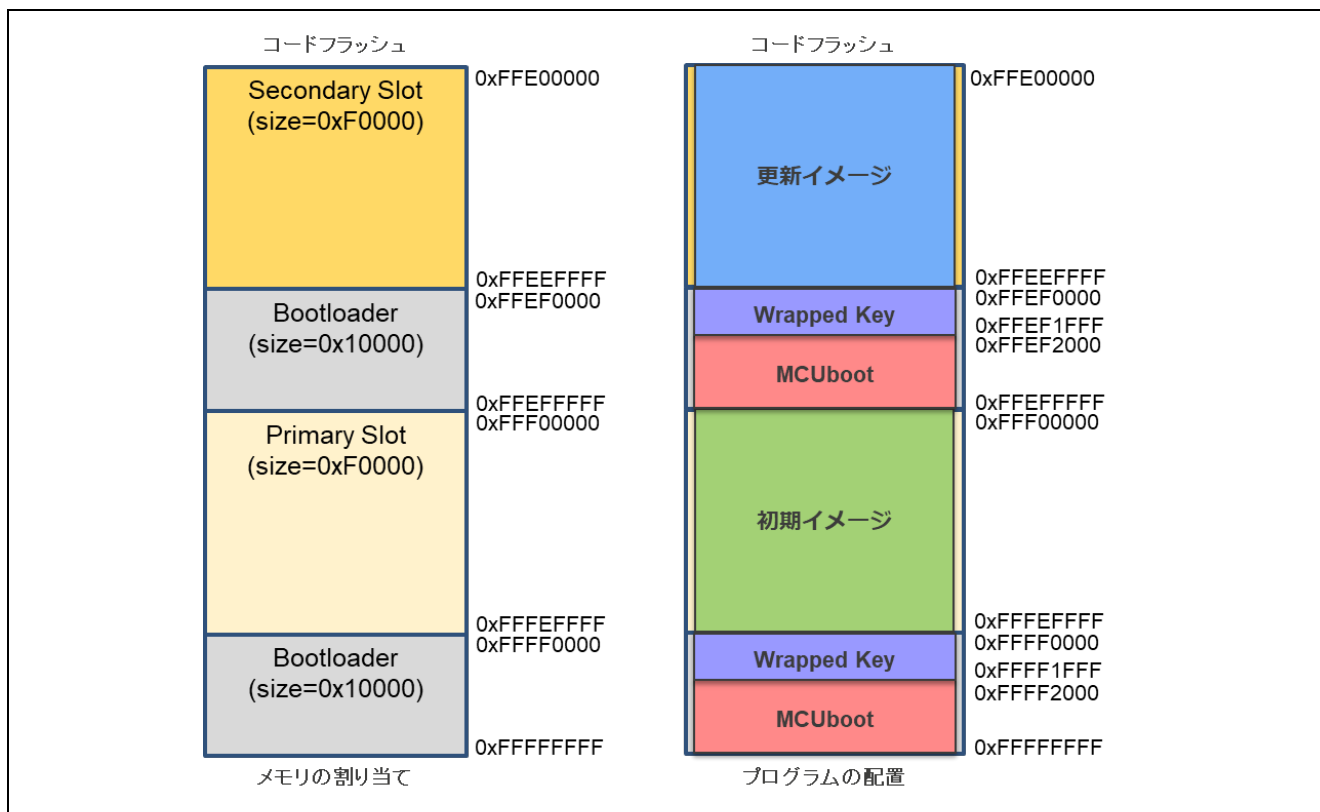 コードフラッシュ
Secondary Slot
(size=0xF0000)
0xFFE00000
0xFFEEFFFF
0xFFEF0000
Bootloader
(size=0x10000)
0xFFEFFFFF
0xFFF00000
Primary Slot
(size=0xF0000)
0xFFFEFFFF
0xFFFF0000
Bootloader
(size=0x10000)
0xFFFFFFFF
メモリの割り当て
コードフラッシュ
0xFFE00000
更新イメージ
0xFFEEFFFF
0xFFEF0000
Wrapped Key
0xFFEF1FFF
0xFFEF2000
MCUboot
0xFFEFFFFF
0xFFF00000
初期イメージ
0xFFFEFFFF
0xFFFF0000
Wrapped Key
0xFFFF1FFF
0xFFFF2000
MCUboot
0xFFFFFFFF
プログラムの配置